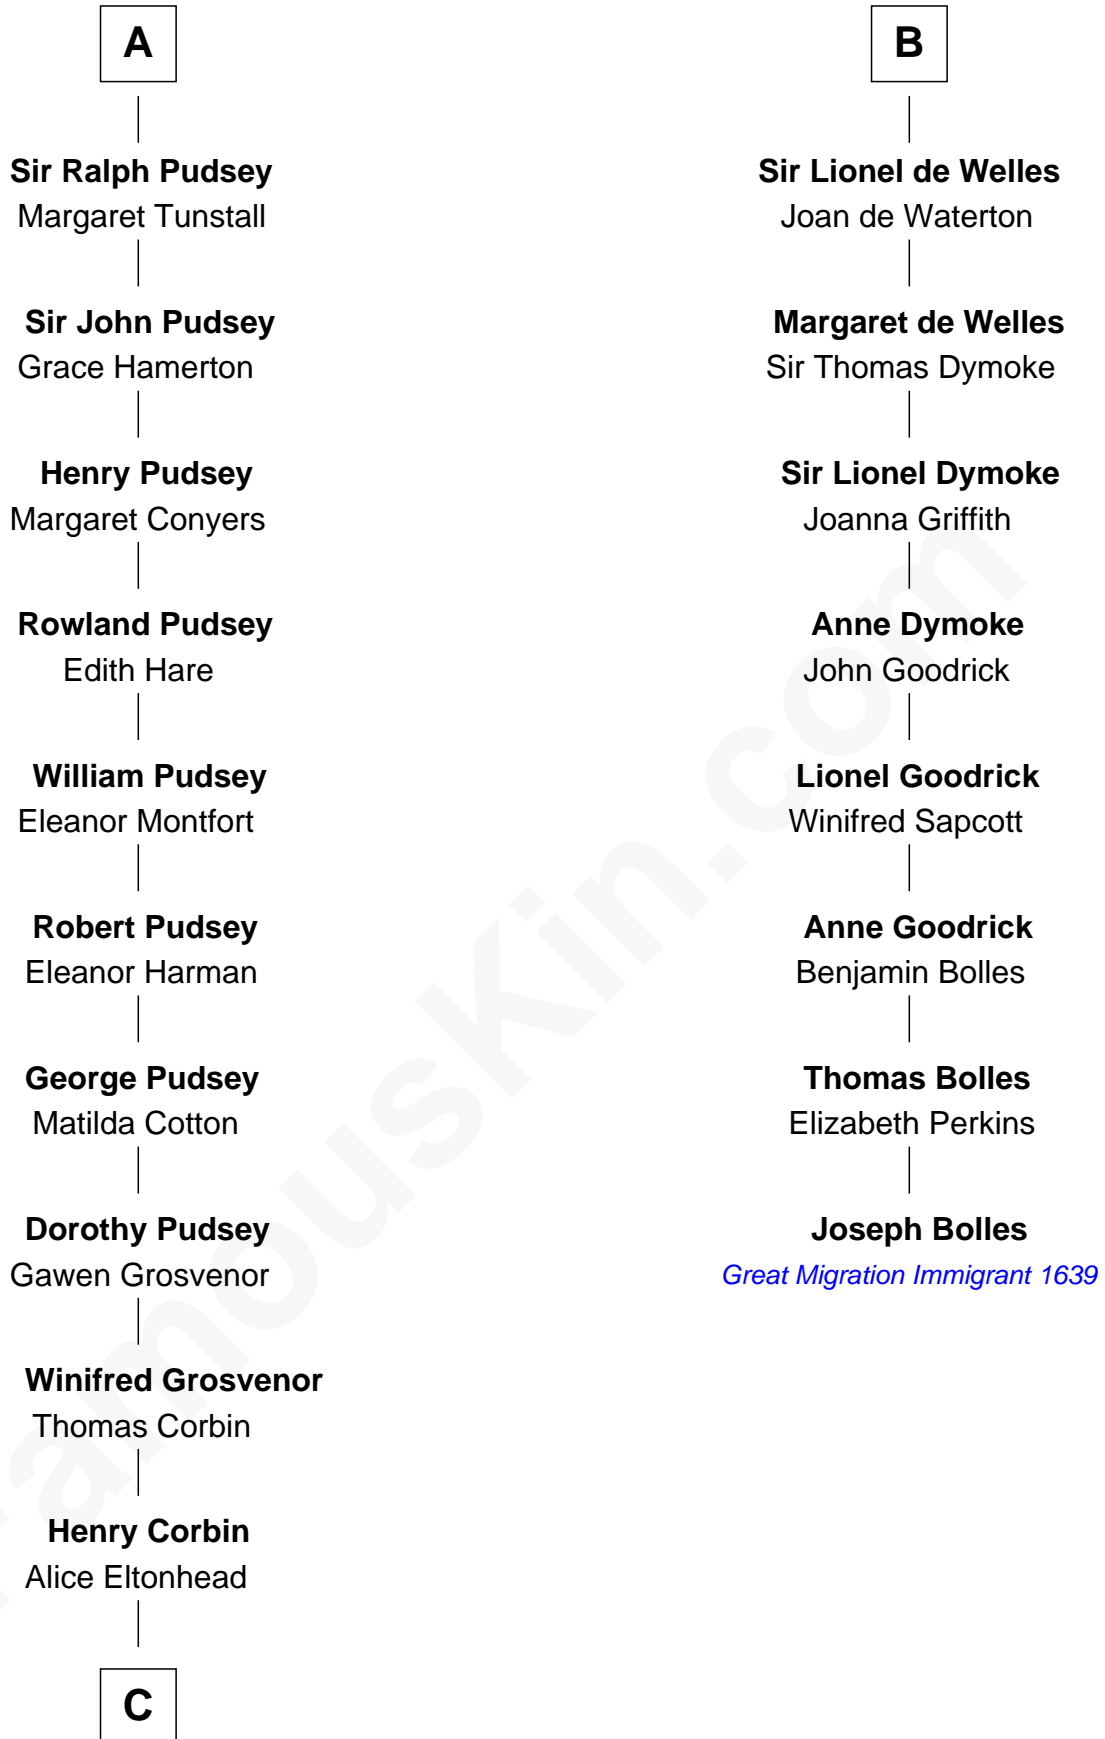 A
Sir Ralph Pudsey
Margaret Tunstall
Sir John Pudsey
Grace Hamerton
Henry Pudsey
Margaret Conyers
Rowland Pudsey
Edith Hare
William Pudsey
Eleanor Montfort
Robert Pudsey
Eleanor Harman
George Pudsey
Matilda Cotton
Dorothy Pudsey
Gawen Grosvenor
Winifred Grosvenor
Thomas Corbin
Henry Corbin
Alice Eltonhead
C
B
Sir Lionel de Welles
Joan de Waterton
Margaret de Welles
Sir Thomas Dymoke
Sir Lionel Dymoke
Joanna Griffith
Anne Dymoke
John Goodrick
Lionel Goodrick
Winifred Sapcott
Anne Goodrick
Benjamin Bolles
Thomas Bolles
Elizabeth Perkins
Joseph Bolles
Great Migration Immigrant 1639
FamousKin.com